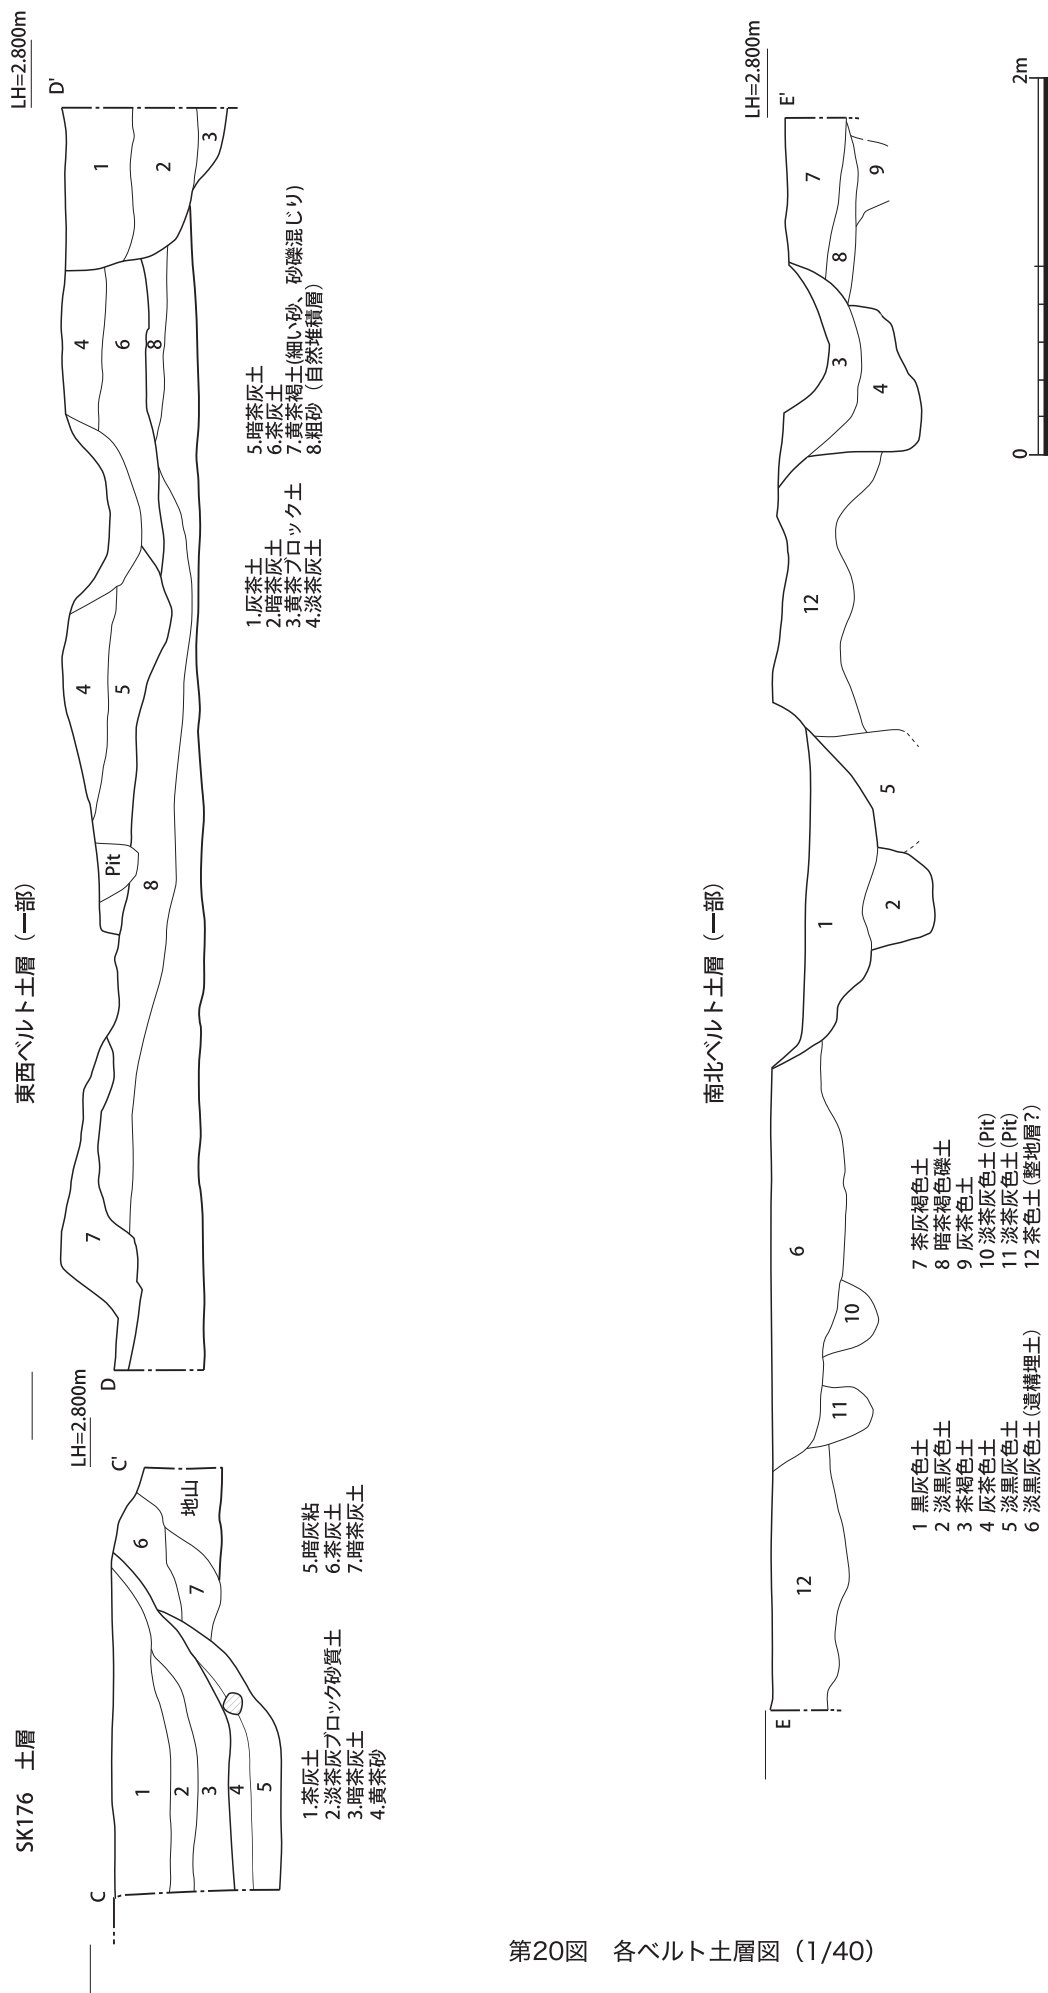 SK176　土層
LH=2.800m
C
C'
1
2
3
4
5
6
7
地山
1.茶灰土
2.淡茶灰ブロック砂質土
3.暗茶灰土
4.黄茶砂
5.暗灰粘
6.茶灰土
7.暗茶灰土
東西ベルト土層（一部）
LH=2.800m
D
D'
7
8
Pit
4
5
4
6
8
1
2
3
1.灰茶土
2.暗茶灰土
3.黄茶ブロック土
4.淡茶灰土
5.暗茶灰土
6.茶灰土
7.黄茶褐土(細い砂、砂礫混じり)
8.粗砂（自然堆積層）
南北ベルト土層（一部）
LH=2.800m
E
E'
12
11
10
6
1
2
5
12
3
4
7
8
9
1 黒灰色土
2 淡黒灰色土
3 茶褐色土
4 灰茶色土
5 淡黒灰色土
6 淡黒灰色土(遺構埋土)
7 茶灰褐色土
8 暗茶褐色礫土
9 灰茶色土
10 淡茶灰色土(Pit)
11 淡茶灰色土(Pit)
12 茶色土(整地層?)
0
2m
第20図　各ベルト土層図（1/40）